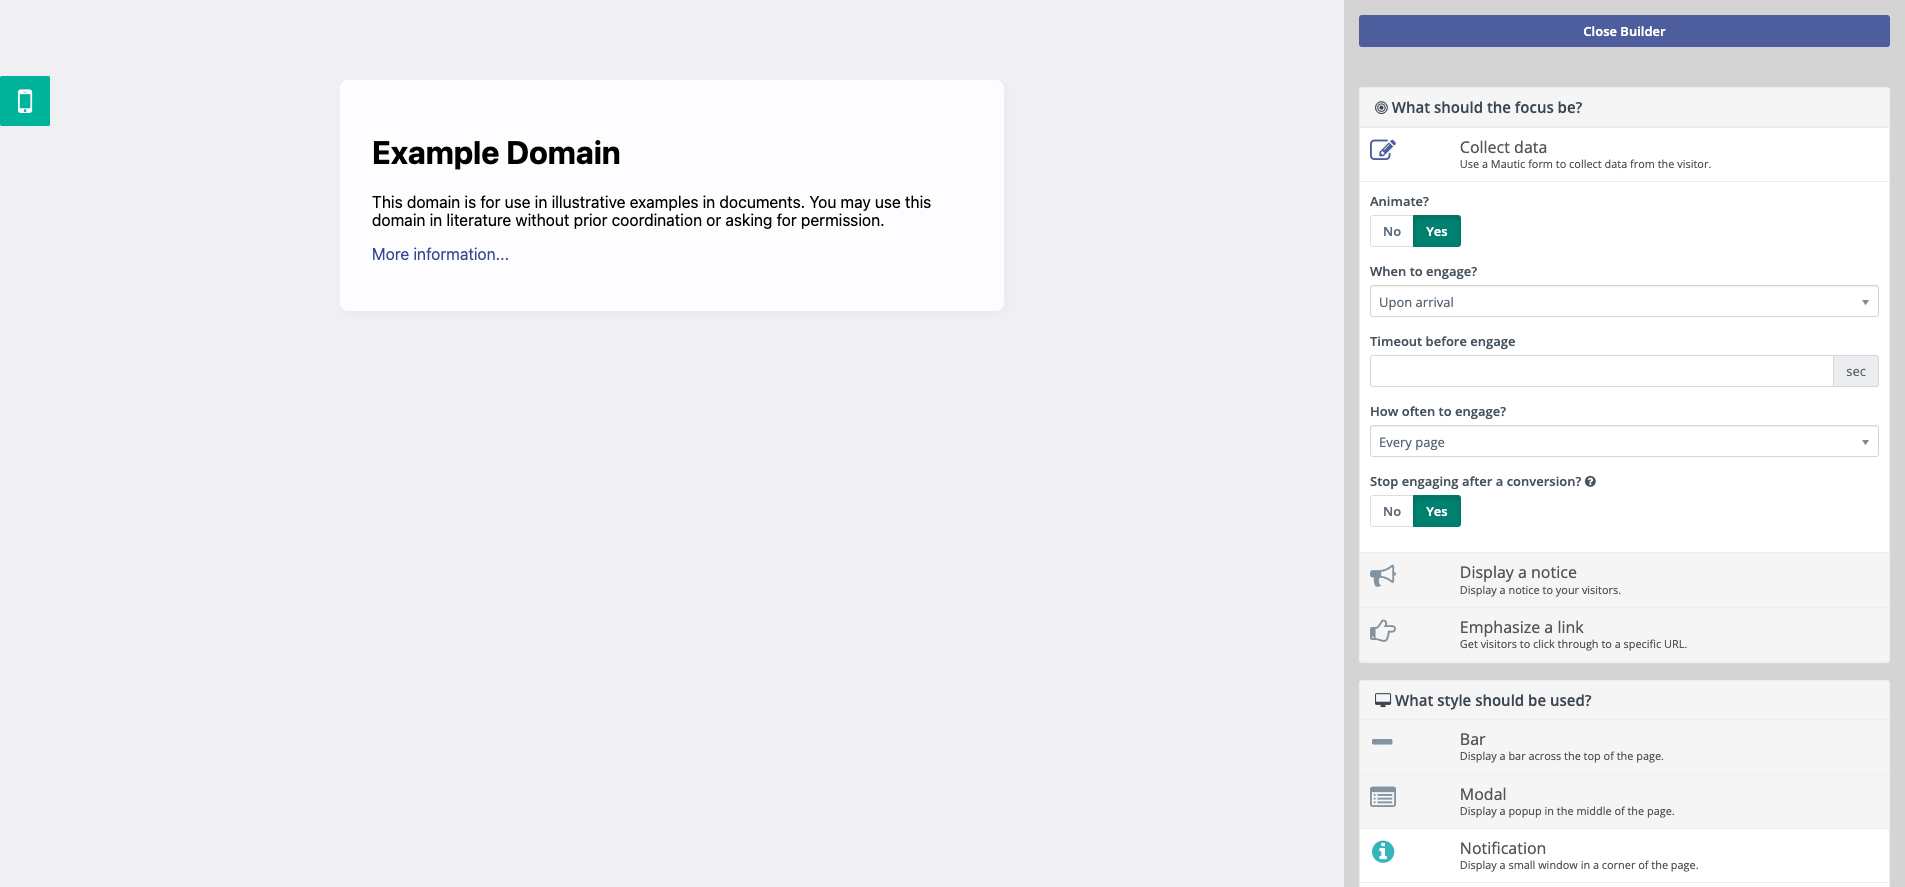 Example Domain
This domain is for use in illustrative examples in documents. You may use this
domain in literature without prior coordination or asking for permission.
More information...
Close Builder
What should the focus be?
Collect data
Use a Mautic form to collect data from the visitor.
Animate?
No Yes
When to engage?
Upon arrival
Timeout before engage
sec
How often to engage?
Every page
Stop engaging after a conversion?
No Yes
Display a notice
Display a notice to your visitors.
Emphasize a link
Get visitors to click through to a specific URL.
What style should be used?
Bar
Display a bar across the top of the page.
Modal
Display a popup in the middle of the page.
Notification
Display a small window in a corner of the page.